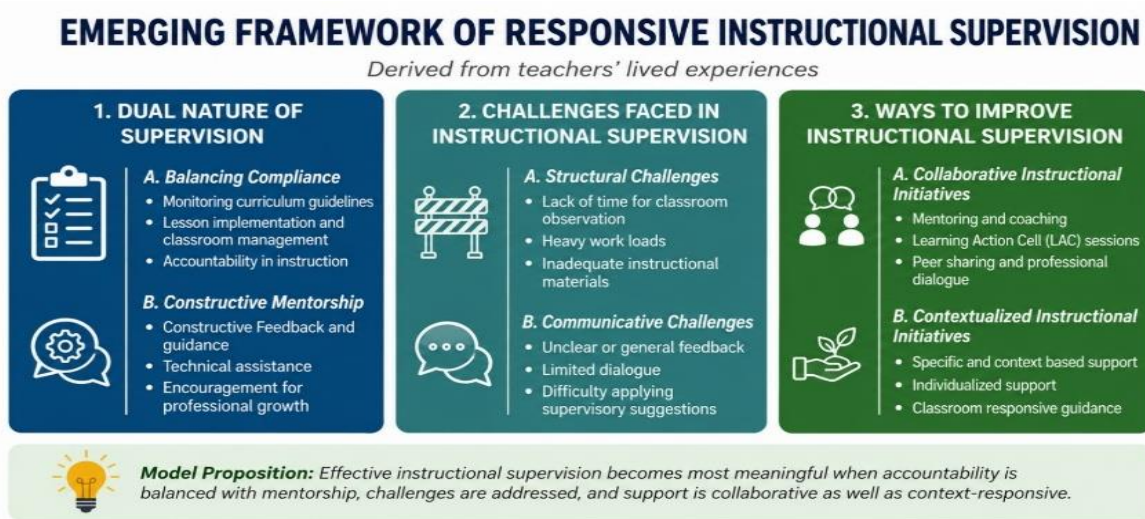 EMERGING FRAMEWORK OF RESPONSIVE INSTRUCTIONAL SUPERVISION
Derived from teachers' lived experiences
1. DUAL NATURE OF
SUPERVISION
A. Balancing Compliance
• Monitoring curriculum guidelines
• Lesson implementation and
classroom management
• Accountability in instruction
B. Constructive Mentorship
• Constructive Feedback and
guidance
• Technical assistance
• Encouragement for
professional growth
2. CHALLENGES FACED IN
INSTRUCTIONAL SUPERVISION
A. Structural Challenges
• Lack of time for classroom
observation
• Heavy work loads
• Inadequate instructional
materials
B. Communicative Challenges
• Unclear or general feedback
• Limited dialogue
• Difficulty applying
supervisory suggestions
3. WAYS TO IMPROVE
INSTRUCTIONAL SUPERVISION
A. Collaborative Instructional
Initiatives
• Mentoring and coaching
• Learning Action Cell (LAC) sessions
• Peer sharing and professional
dialogue
B. Contextualized Instructional
Initiatives
• Specific and context based support
• Individualized support
• Classroom responsive guidance
Model Proposition: Effective instructional supervision becomes most meaningful when accountability is
balanced with mentorship, challenges are addressed, and support is collaborative as well as context-responsive.